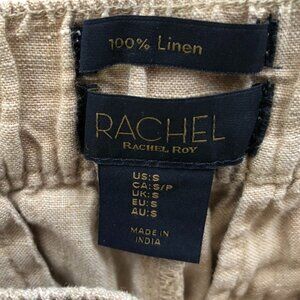 100% Linen
RACHEL
RACHEL ROY
US:S
CA:S/P
UK:S
EU:S
AU:S
MADE IN
INDIA